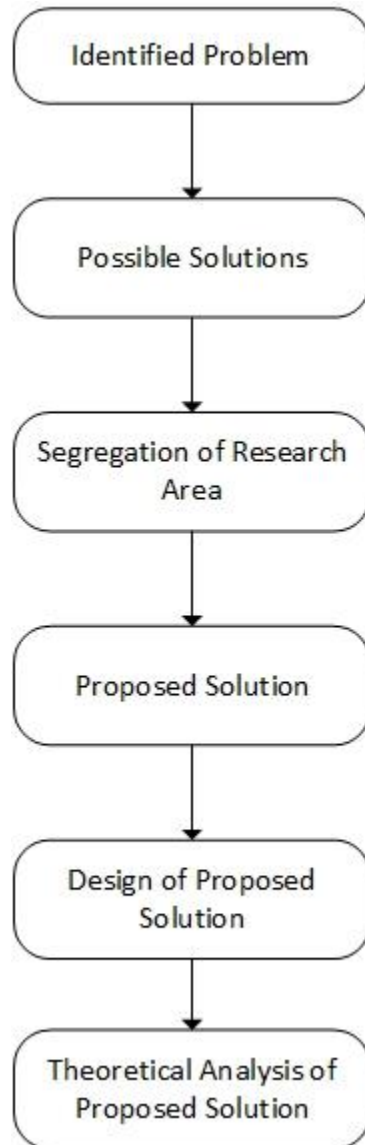 Identified Problem
Possible Solutions
Segregation of Research
Area
Proposed Solution
Design of Proposed
Solution
Theoretical Analysis of
Proposed Solution